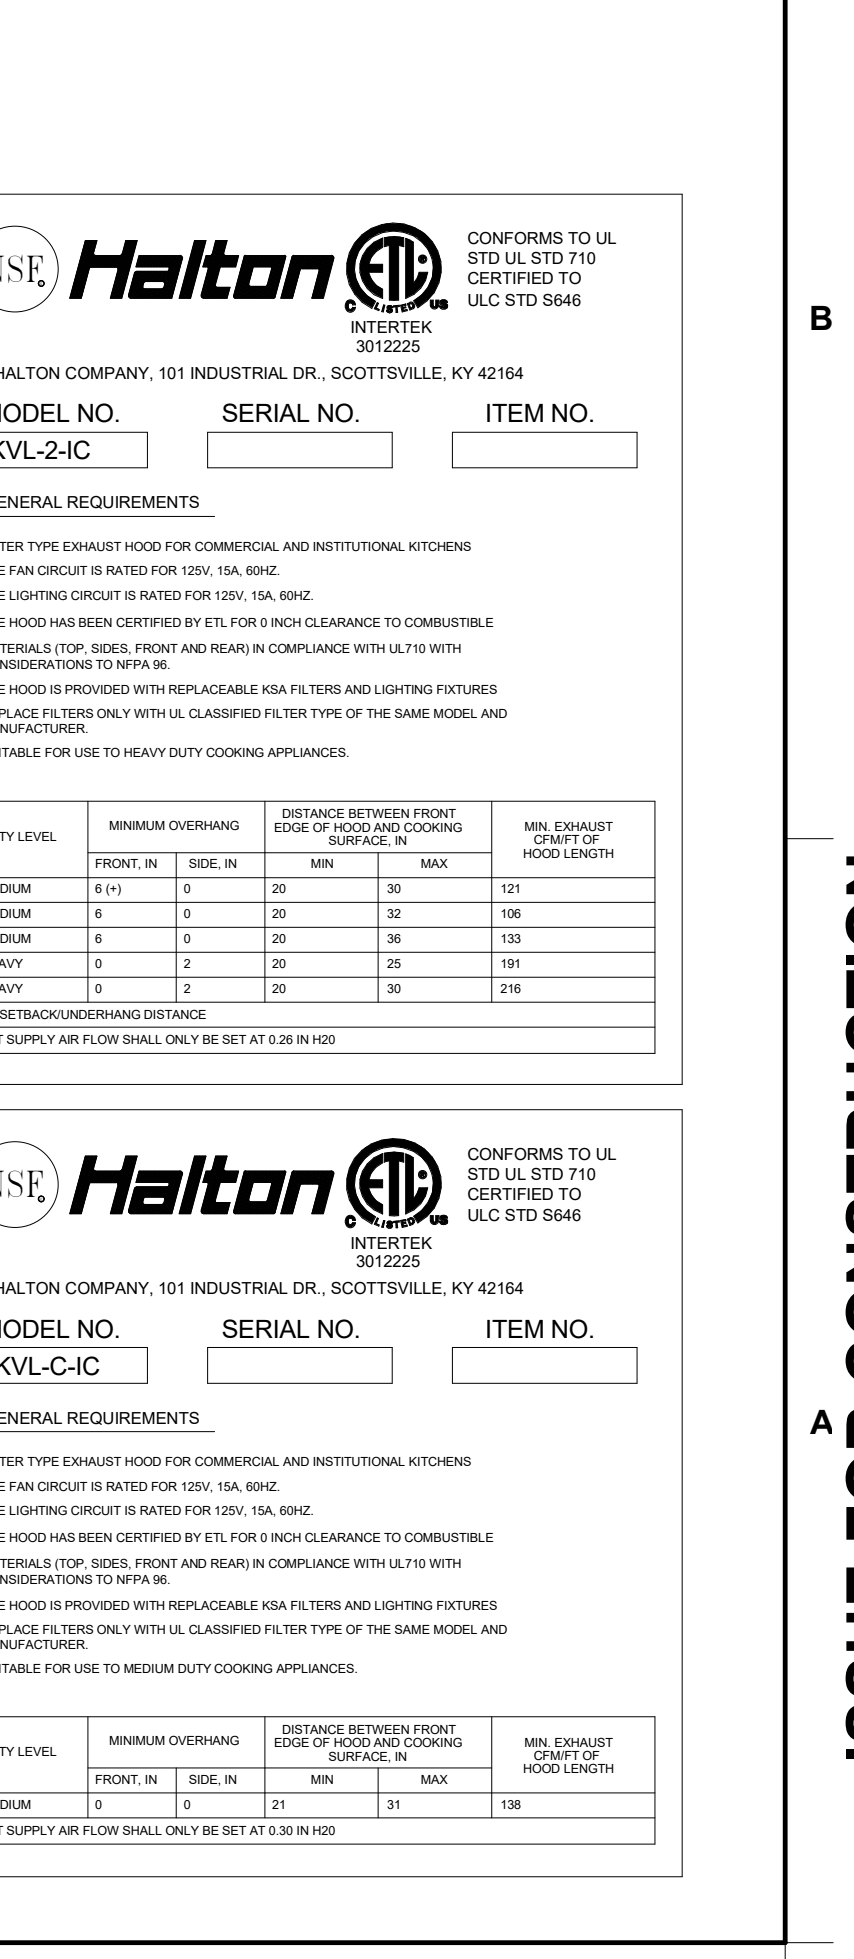 NSF. Halton ETL
C LISTED US
INTERTEK
3012225
CONFORMS TO UL
STD UL STD 710
CERTIFIED TO
ULC STD S646
B
HALTON COMPANY, 101 INDUSTRIAL DR., SCOTTSVILLE, KY 42164
MODEL NO. SERIAL NO. ITEM NO.
KVL-2-IC
GENERAL REQUIREMENTS
TER TYPE EXHAUST HOOD FOR COMMERCIAL AND INSTITUTIONAL KITCHENS
E FAN CIRCUIT IS RATED FOR 125V, 15A, 60HZ.
E LIGHTING CIRCUIT IS RATED FOR 125V, 15A, 60HZ.
E HOOD HAS BEEN CERTIFIED BY ETL FOR 0 INCH CLEARANCE TO COMBUSTIBLE
TERIALS (TOP, SIDES, FRONT AND REAR) IN COMPLIANCE WITH UL710 WITH
NSIDERATIONS TO NFPA 96.
E HOOD IS PROVIDED WITH REPLACEABLE KSA FILTERS AND LIGHTING FIXTURES
PLACE FILTERS ONLY WITH UL CLASSIFIED FILTER TYPE OF THE SAME MODEL AND
NUFACTURER.
ITABLE FOR USE TO HEAVY DUTY COOKING APPLIANCES.
TY LEVEL
MINIMUM OVERHANG
DISTANCE BETWEEN FRONT
EDGE OF HOOD AND COOKING
SURFACE, IN
MIN. EXHAUST
CFM/FT OF
HOOD LENGTH
FRONT, IN SIDE, IN MIN MAX
DIUM 6 (+) 0 20 30 121
DIUM 6 0 20 32 106
DIUM 6 0 20 36 133
AVY 0 2 20 25 191
AVY 0 2 20 30 216
SETBACK/UNDERHANG DISTANCE
T SUPPLY AIR FLOW SHALL ONLY BE SET AT 0.26 IN H20
NSF. Halton ETL
C LISTED US
INTERTEK
3012225
CONFORMS TO UL
STD UL STD 710
CERTIFIED TO
ULC STD S646
HALTON COMPANY, 101 INDUSTRIAL DR., SCOTTSVILLE, KY 42164
MODEL NO. SERIAL NO. ITEM NO.
KVL-C-IC
GENERAL REQUIREMENTS
A
TER TYPE EXHAUST HOOD FOR COMMERCIAL AND INSTITUTIONAL KITCHENS
E FAN CIRCUIT IS RATED FOR 125V, 15A, 60HZ.
E LIGHTING CIRCUIT IS RATED FOR 125V, 15A, 60HZ.
E HOOD HAS BEEN CERTIFIED BY ETL FOR 0 INCH CLEARANCE TO COMBUSTIBLE
TERIALS (TOP, SIDES, FRONT AND REAR) IN COMPLIANCE WITH UL710 WITH
NSIDERATIONS TO NFPA 96.
E HOOD IS PROVIDED WITH REPLACEABLE KSA FILTERS AND LIGHTING FIXTURES
PLACE FILTERS ONLY WITH UL CLASSIFIED FILTER TYPE OF THE SAME MODEL AND
NUFACTURER.
ITABLE FOR USE TO MEDIUM DUTY COOKING APPLIANCES.
TY LEVEL
MINIMUM OVERHANG
DISTANCE BETWEEN FRONT
EDGE OF HOOD AND COOKING
SURFACE, IN
MIN. EXHAUST
CFM/FT OF
HOOD LENGTH
FRONT, IN SIDE, IN MIN MAX
DIUM 0 0 21 31 138
T SUPPLY AIR FLOW SHALL ONLY BE SET AT 0.30 IN H20